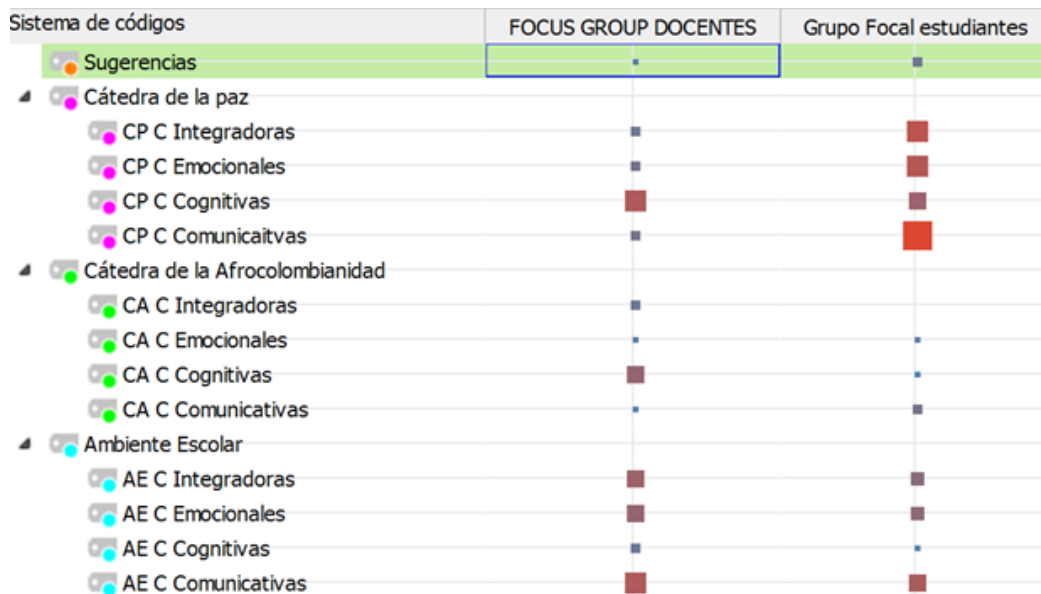 Sistema de códigos FOCUS GROUP DOCENTES Grupo Focal estudiantes
Sugerencias
Cátedra de la paz
CP C Integradoras
CP C Emocionales
CP C Cognitivas
CP C Comunicaitvas
Cátedra de la Afrocolombianidad
CA C Integradoras
CA C Emocionales
CA C Cognitivas
CA C Comunicativas
Ambiente Escolar
AE C Integradoras
AE C Emocionales
AE C Cognitivas
AE C Comunicativas